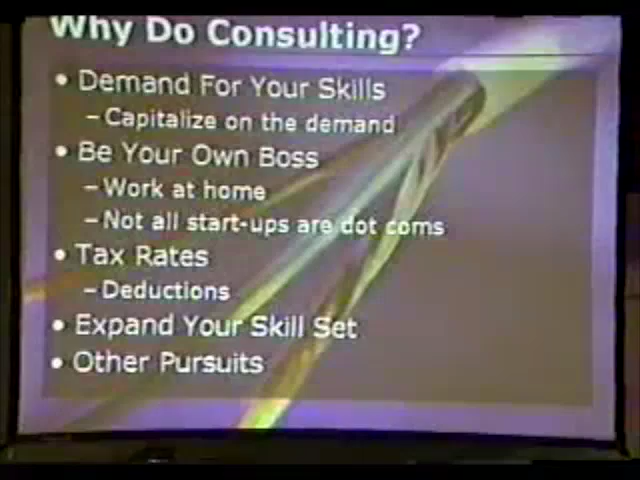 Why Do Consulting?
• Demand For Your Skills
– Capitalize on the demand
• Be Your Own Boss
– Work at home
– Not all start-ups are dot coms
• Tax Rates
– Deductions
• Expand Your Skill Set
• Other Pursuits